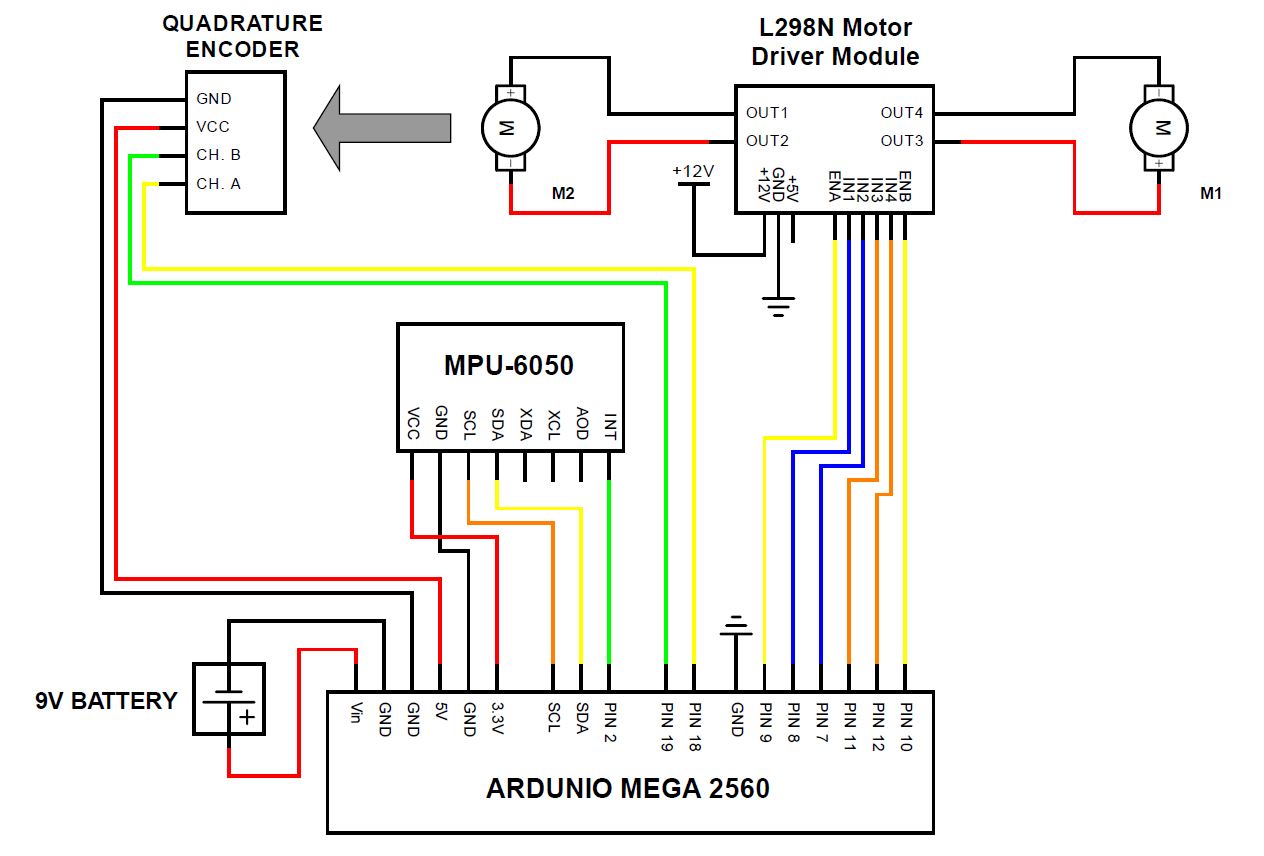 QUADRATURE
ENCODER
GND
VCC
CH. B
CH. A
+
M
-
M2
L298N Motor
Driver Module
OUT1
OUT2
OUT4
OUT3
+12V
GND
+5V
ENA
IN1
IN2
IN3
IN4
ENB
+12V
-
M
+
M1
MPU-6050
VCC
GND
SCL
SDA
XDA
XCL
AOD
INT
9V BATTERY
+
Vin
GND
GND
5V
GND
3.3V
SCL
SDA
PIN 2
PIN 19
PIN 18
GND
PIN 9
PIN 8
PIN 7
PIN 11
PIN 12
PIN 10
ARDUNIO MEGA 2560